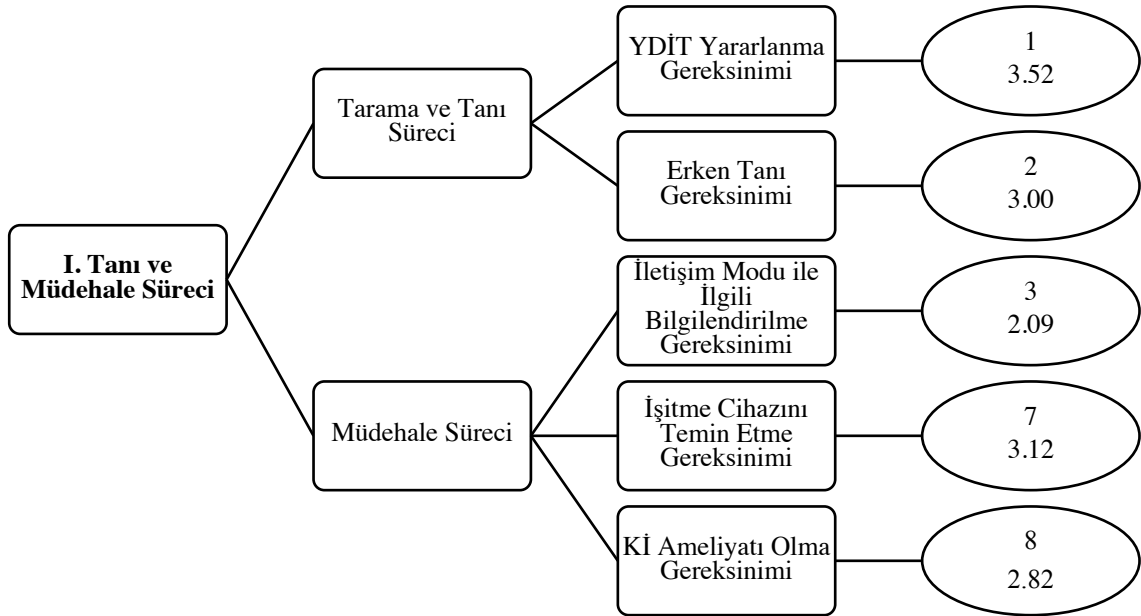 I. Tanı ve
Müdehale Süreci
Tarama ve Tanı
Süreci
YDİT Yararlanma
Gereksinimi
1
3.52
Erken Tanı
Gereksinimi
2
3.00
Müdehale Süreci
İletişim Modu ile
İlgili
Bilgilendirilme
Gereksinimi
3
2.09
İşitme Cihazını
Temin Etme
Gereksinimi
7
3.12
Kİ Ameliyatı Olma
Gereksinimi
8
2.82